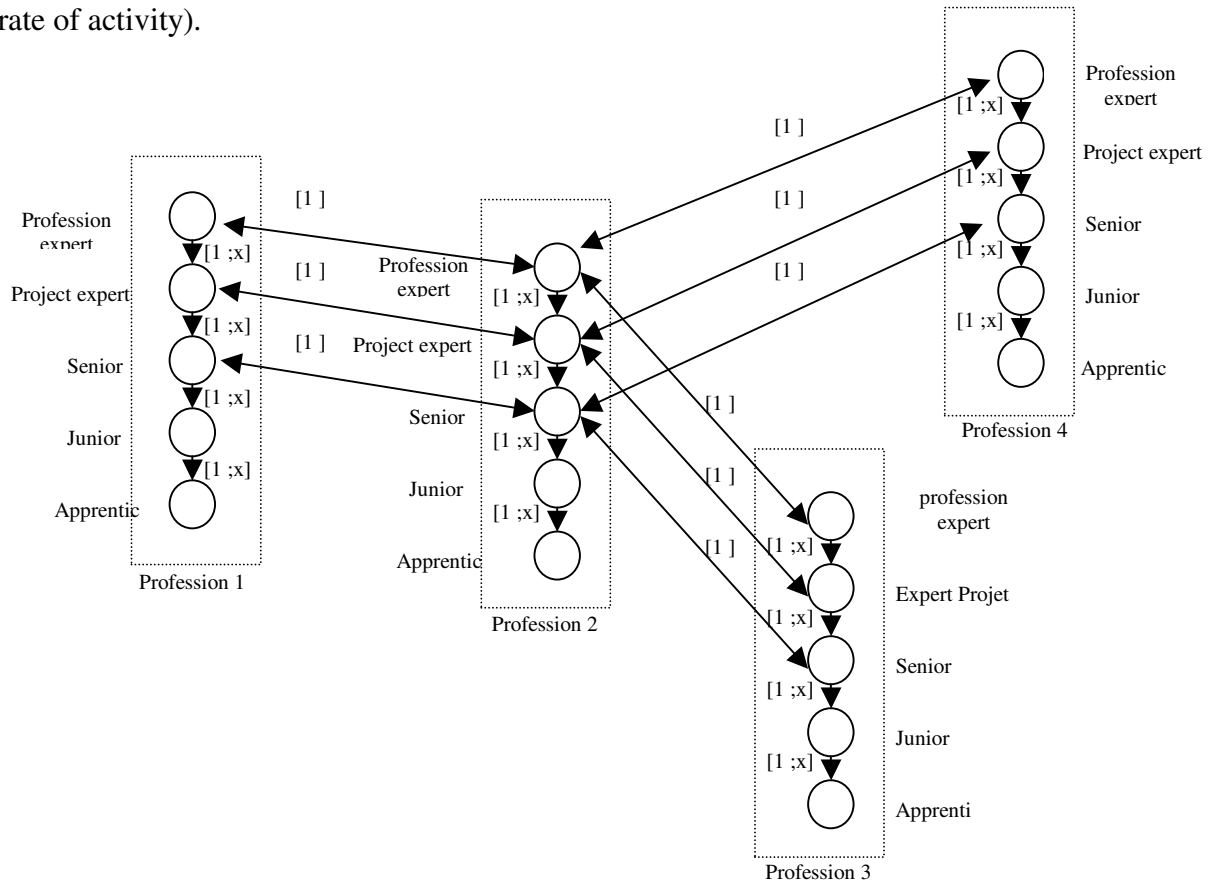 rate of activity).
Profession
expert
[1 ;x]
Project expert
[1 ;x]
Senior
[1 ;x]
Junior
[1 ;x]
Apprentic
Profession 1
[1 ]
[1 ]
[1 ]
Profession
expert
[1 ;x]
Project expert
[1 ;x]
Senior
[1 ;x]
Junior
[1 ;x]
Apprentic
Profession 2
[1 ]
[1 ]
[1 ]
Profession
expert
[1 ;x]
Project expert
[1 ;x]
Senior
[1 ;x]
Junior
[1 ;x]
Apprentic
Profession 4
[1 ]
[1 ]
[1 ]
profession
expert
[1 ;x]
Expert Projet
[1 ;x]
Senior
[1 ;x]
Junior
[1 ;x]
Apprenti
Profession 3